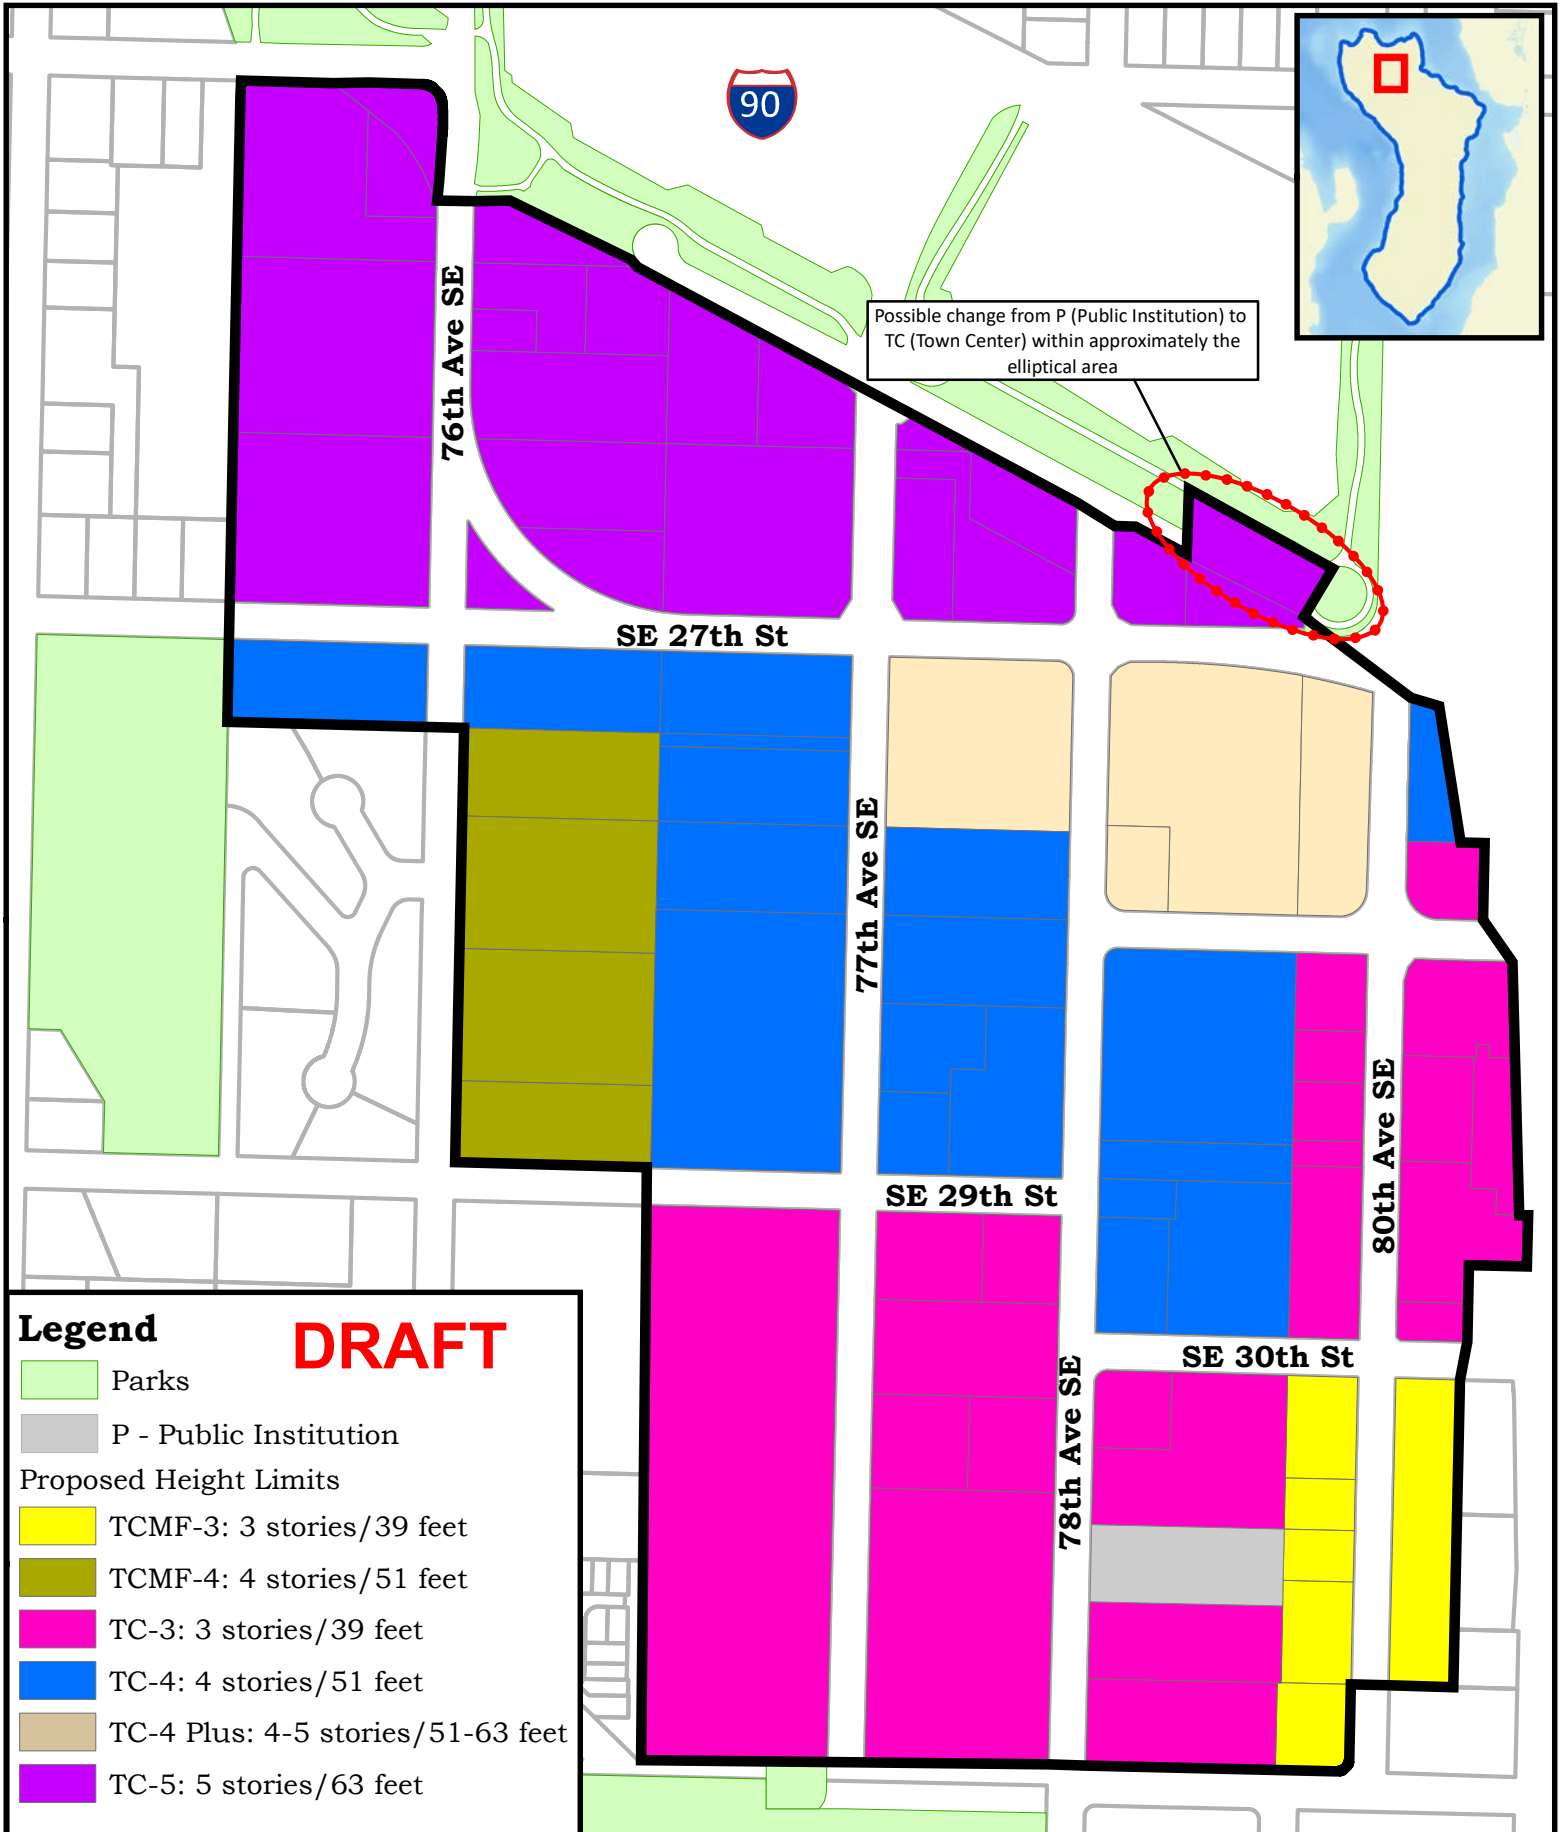 90
Possible change from P (Public Institution) to
TC (Town Center) within approximately the
elliptical area
76th Ave SE
SE 27th St
77th Ave SE
SE 29th St
80th Ave SE
SE 30th St
78th Ave SE
Legend
DRAFT
Parks
P - Public Institution
Proposed Height Limits
TCMF-3: 3 stories/39 feet
TCMF-4: 4 stories/51 feet
TC-3: 3 stories/39 feet
TC-4: 4 stories/51 feet
TC-4 Plus: 4-5 stories/51-63 feet
TC-5: 5 stories/63 feet